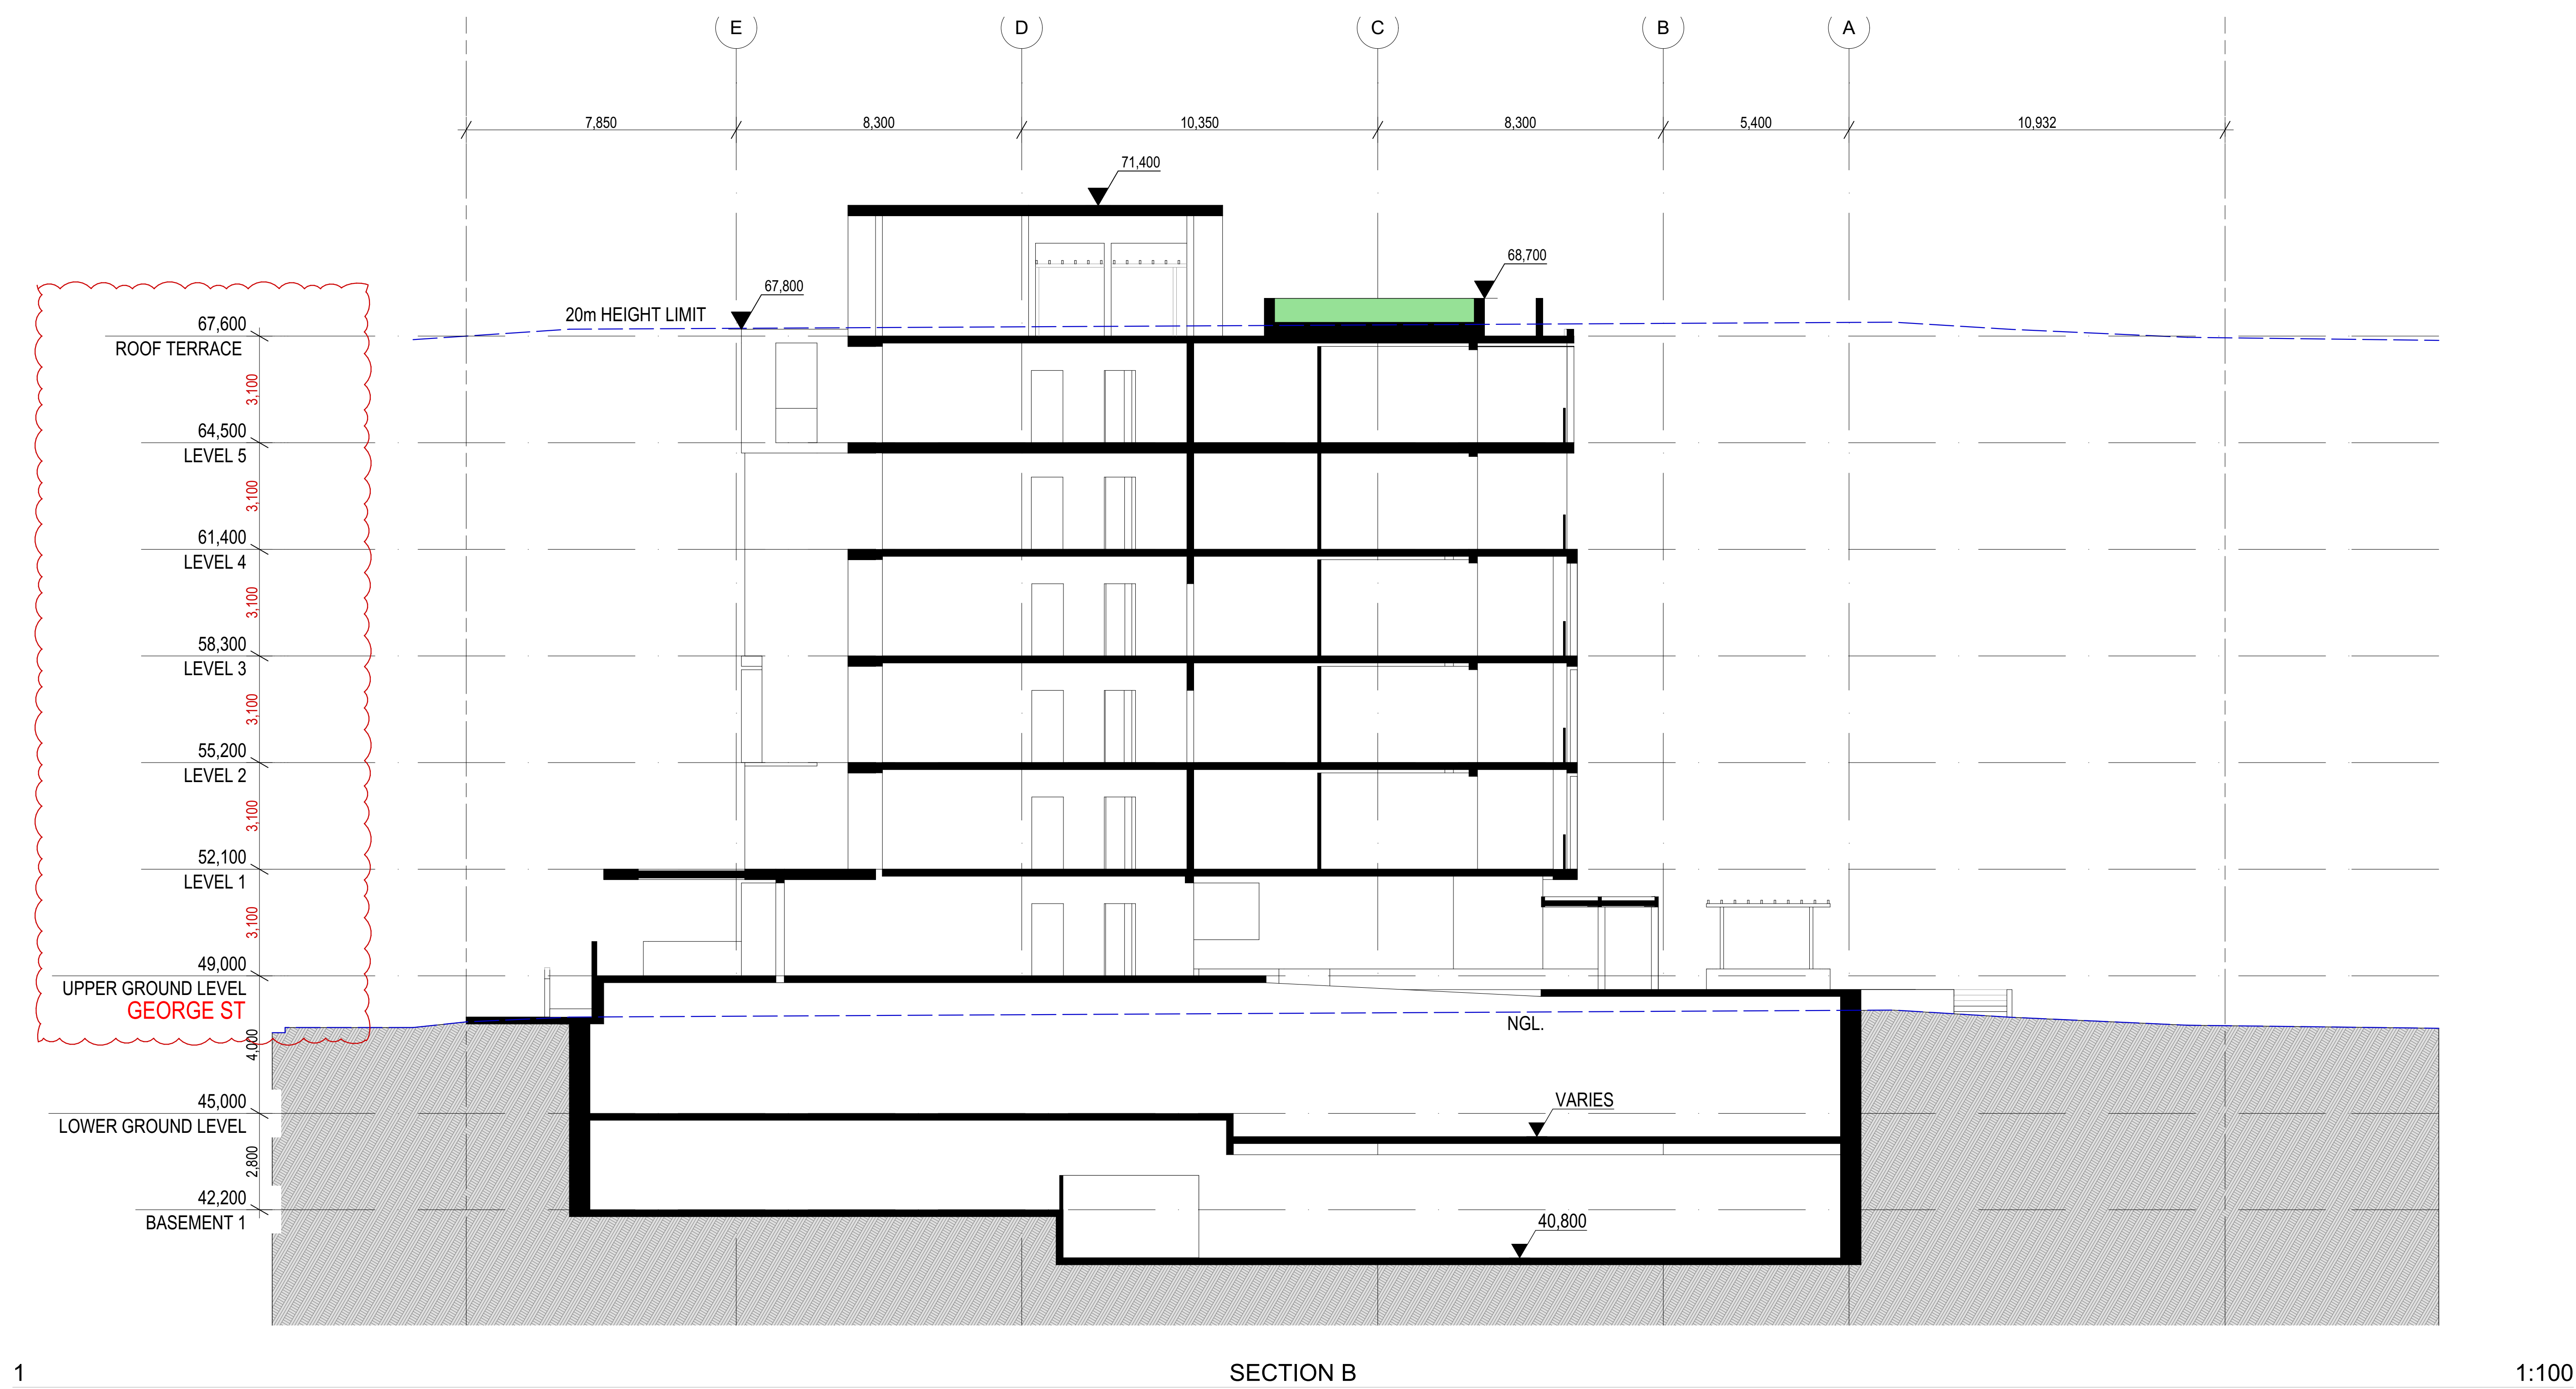 E
D
C
B
A
7,850
8,300
10,350
8,300
5,400
10,932
71,400
68,700
67,800
20m HEIGHT LIMIT
67,600
ROOF TERRACE
3,100
64,500
LEVEL 5
3,100
61,400
LEVEL 4
3,100
58,300
LEVEL 3
3,100
55,200
LEVEL 2
3,100
52,100
LEVEL 1
3,100
49,000
UPPER GROUND LEVEL
GEORGE ST
NGL.
4,000
45,000
LOWER GROUND LEVEL
VARIES
2,800
42,200
BASEMENT 1
40,800
1
SECTION B
1:100